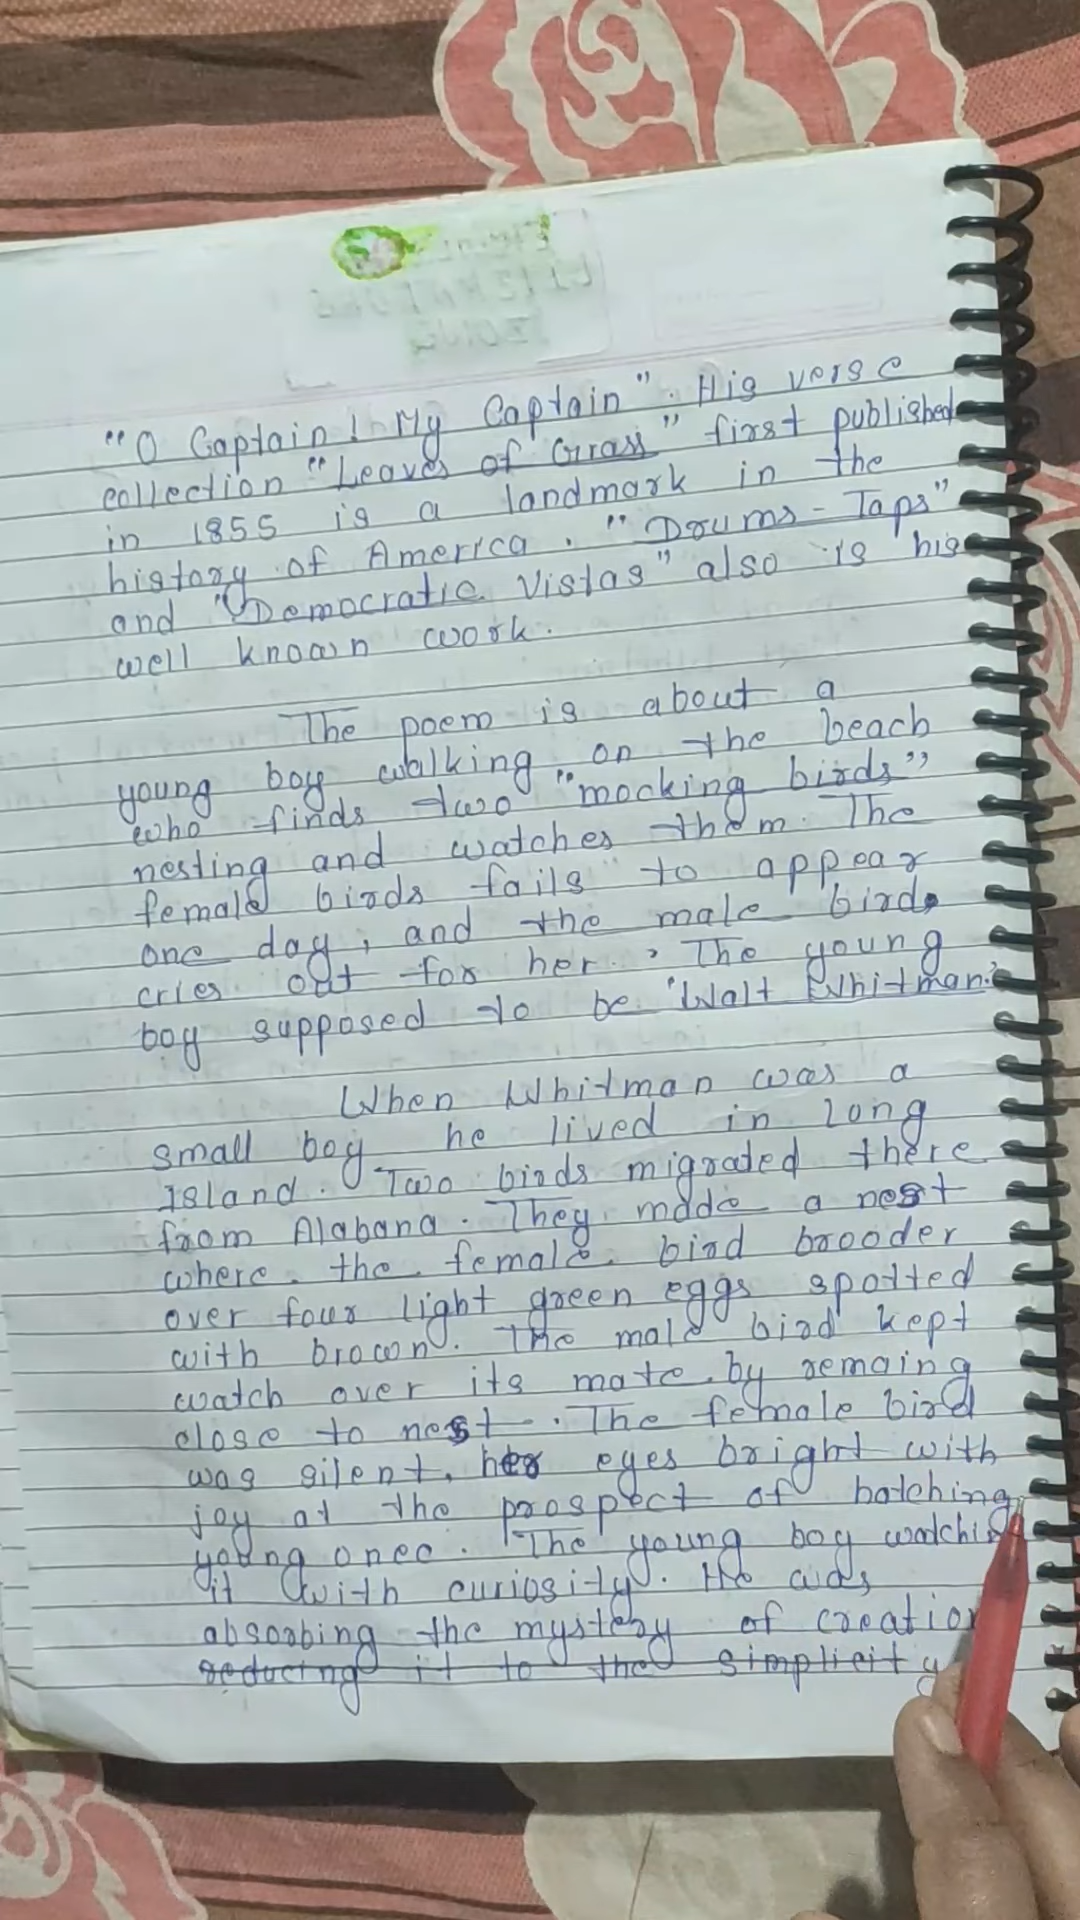 "O Captain! My Captain". His verse
collection "Leaves of Grass" first published
in 1855 is a landmark in the
history of America. "Drums-Taps"
and "Democratic Vistas" also is his
well known work.
The poem is about a
young boy walking on the beach
who finds two "mocking birds"
nesting and watches them. The
female birds fails to appear
one day, and the male bird
cries out for her. The young
boy supposed to be 'Walt Whitman.'
When Whitman was a
small boy he lived in Long
Island. Two birds migrated there
from Alabana. They made a nest
where the female bird brooder
over four light green eggs spotted
with brown. The male bird kept
watch over its mate by remaing
close to nest. The female bird
was silent, her eyes bright with
joy at the prospect of hatching
young onee. The young boy watching
it with curiosity. He was
absorbing the mystery of creation
reducing it to the simplicity